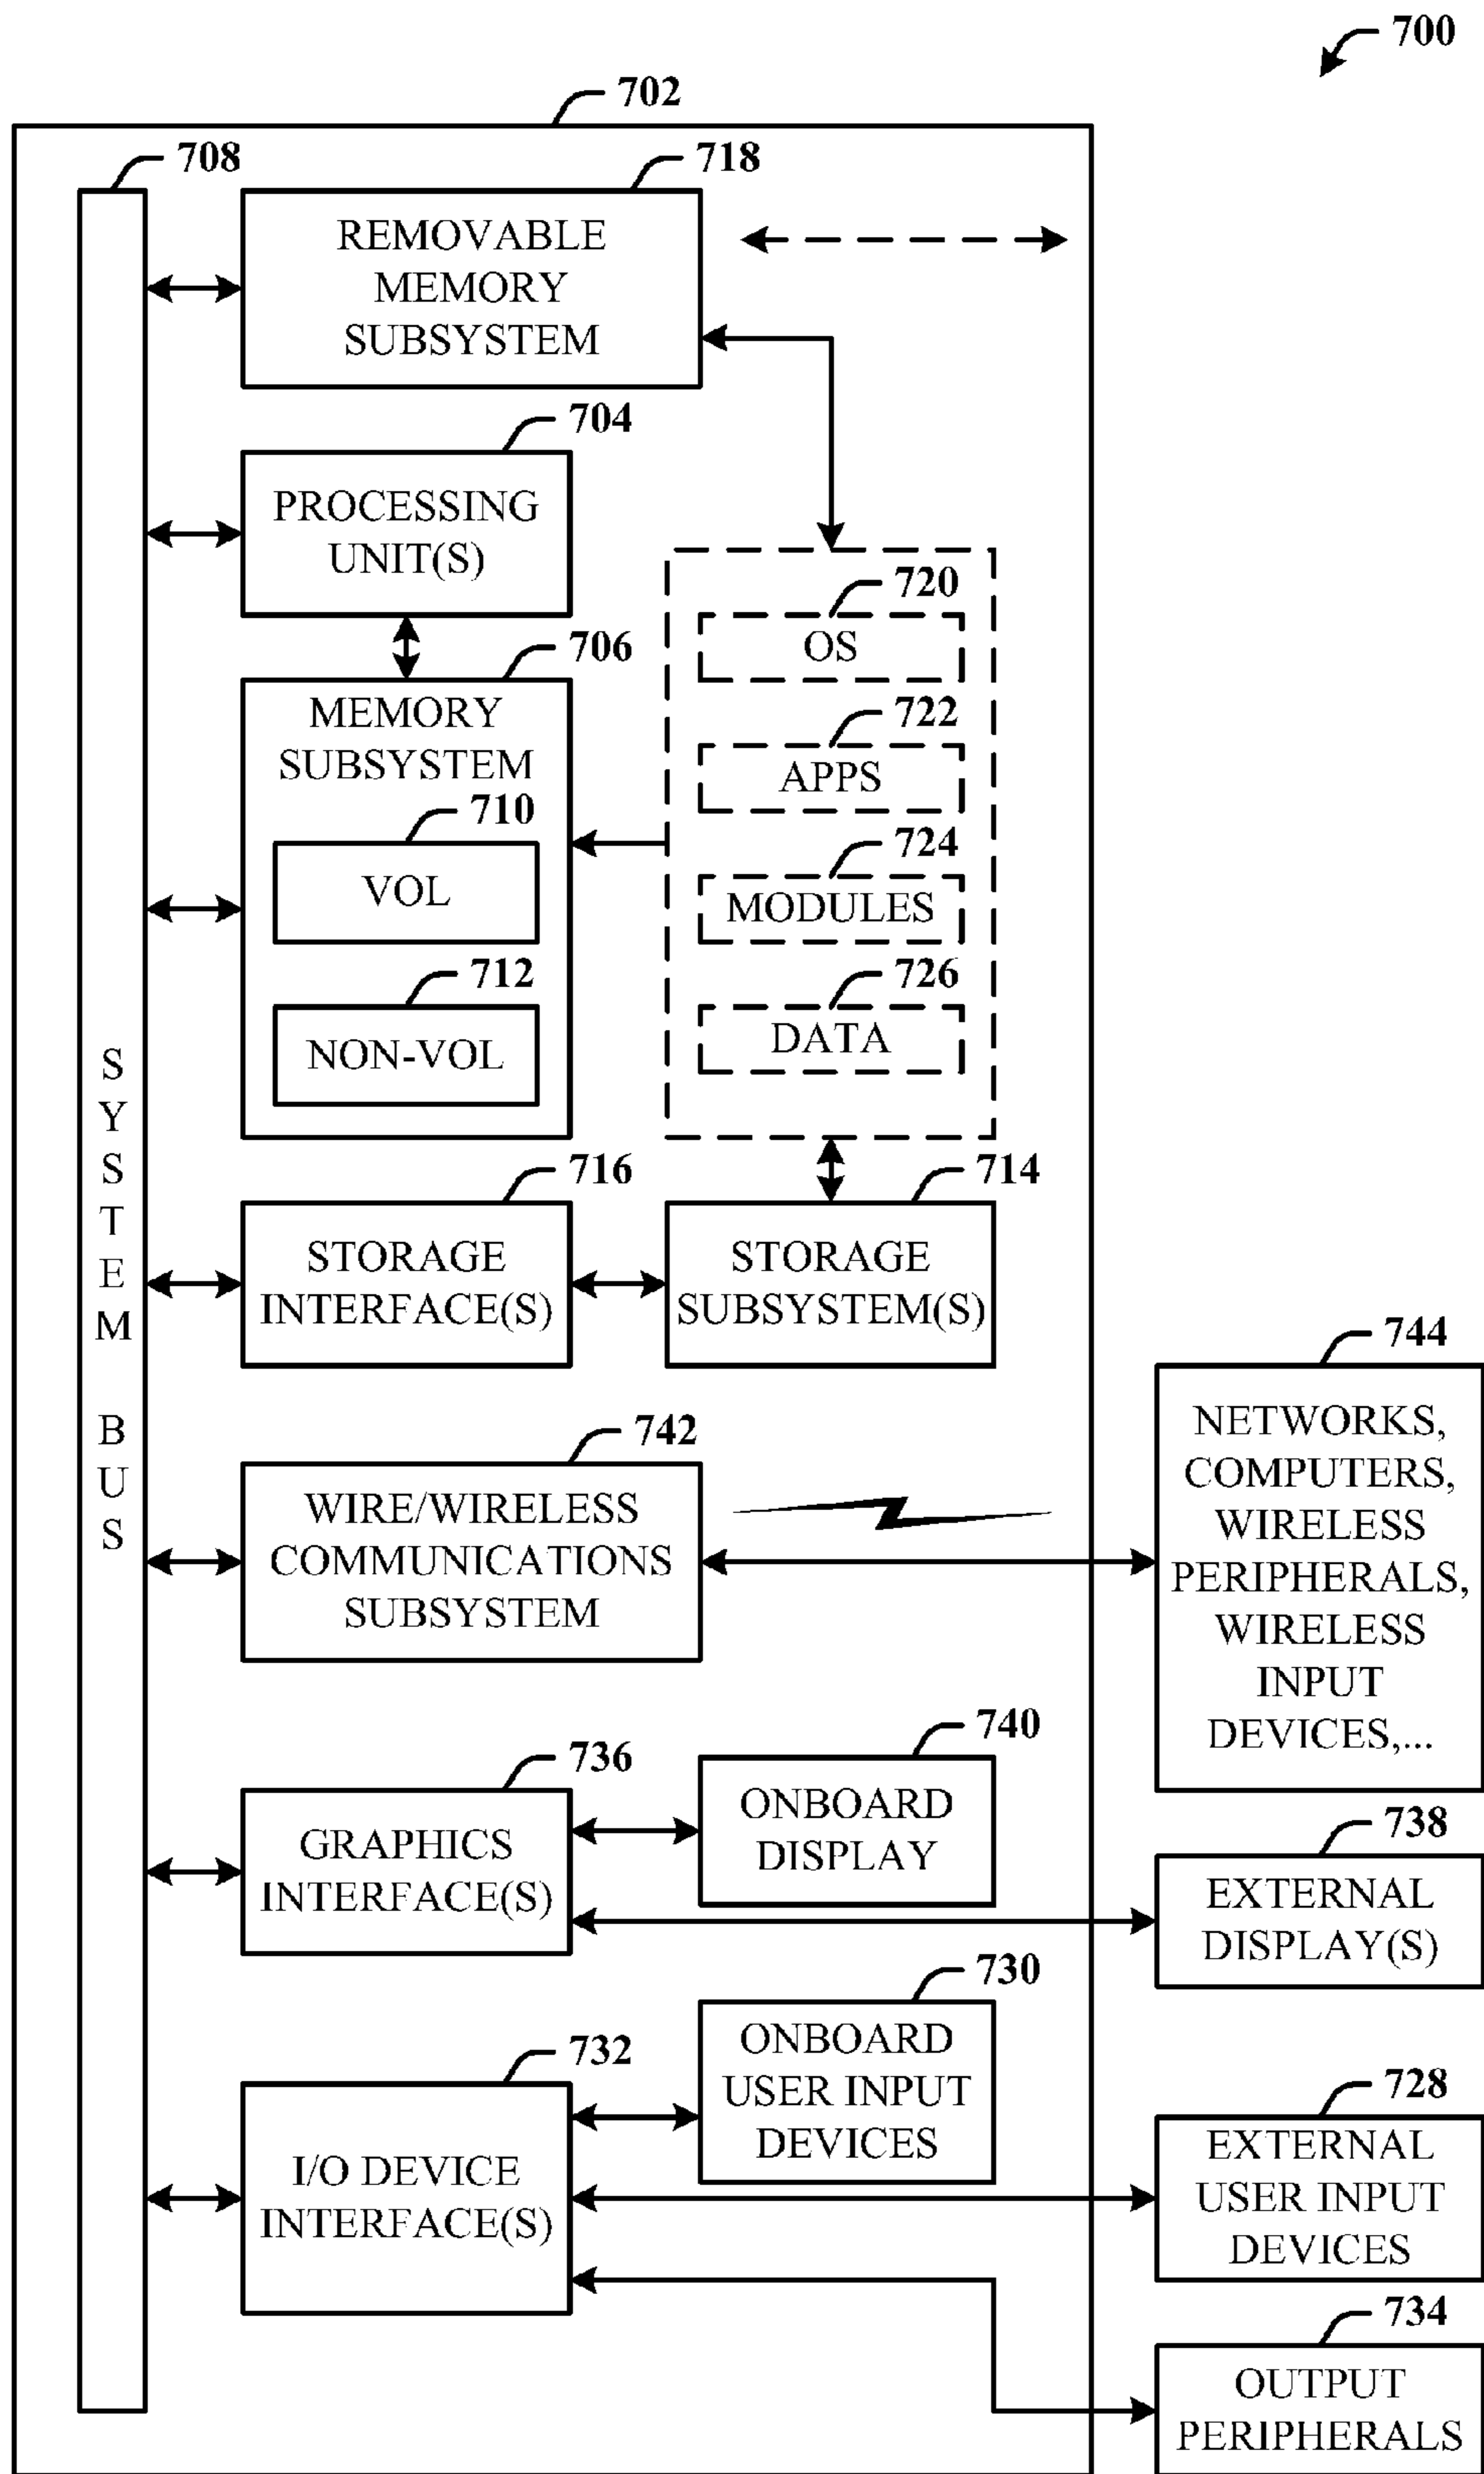 700
702
708
718
REMOVABLE
MEMORY
SUBSYSTEM
704
PROCESSING
UNIT(S)
706
MEMORY
SUBSYSTEM
710
VOL
712
NON-VOL
720
OS
722
APPS
724
MODULES
726
DATA
SYSTEM BUS
716
STORAGE
INTERFACE(S)
714
STORAGE
SUBSYSTEM(S)
742
WIRE/WIRELESS
COMMUNICATIONS
SUBSYSTEM
744
NETWORKS,
COMPUTERS,
WIRELESS
PERIPHERALS,
WIRELESS
INPUT
DEVICES,...
736
GRAPHICS
INTERFACE(S)
740
ONBOARD
DISPLAY
738
EXTERNAL
DISPLAY(S)
732
I/O DEVICE
INTERFACE(S)
730
ONBOARD
USER INPUT
DEVICES
728
EXTERNAL
USER INPUT
DEVICES
734
OUTPUT
PERIPHERALS